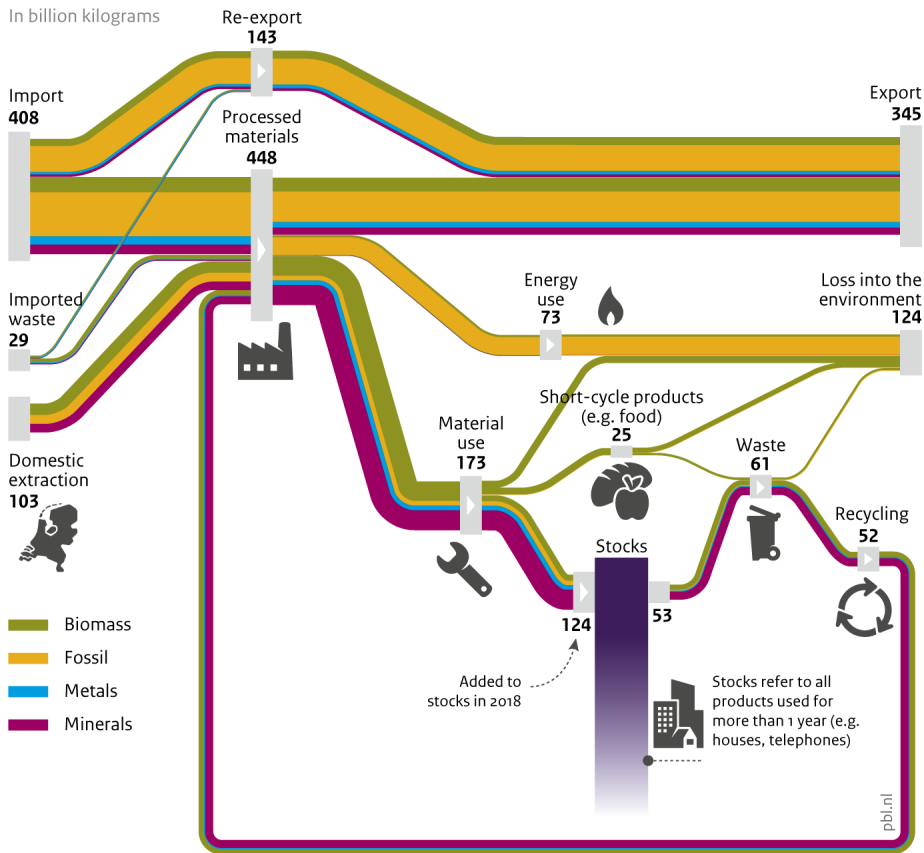 In billion kilograms
Re-export
143
Import
408
Processed
materials
448
Export
345
Imported
waste
29
Energy
use
73
Loss into the
environment
124
Domestic
extraction
103
Material
use
173
Short-cycle products
(e.g. food)
25
Waste
61
Recycling
52
Stocks
124
53
Added to
stocks in 2018
Stocks refer to all
products used for
more than 1 year (e.g.
houses, telephones)
Biomass
Fossil
Metals
Minerals
pbl.nl